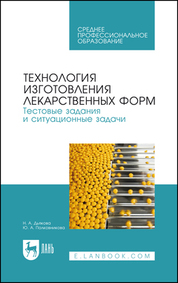 СРЕДНЕЕ
ПРОФЕССИОНАЛЬНОЕ
ОБРАЗОВАНИЕ
ТЕХНОЛОГИЯ
ИЗГОТОВЛЕНИЯ
ЛЕКАРСТВЕННЫХ ФОРМ
Тестовые задания
и ситуационные задачи
Н. А. Дьякова
Ю. А. Полковникова
ЛАНЬ
E.LANBOOK.COM